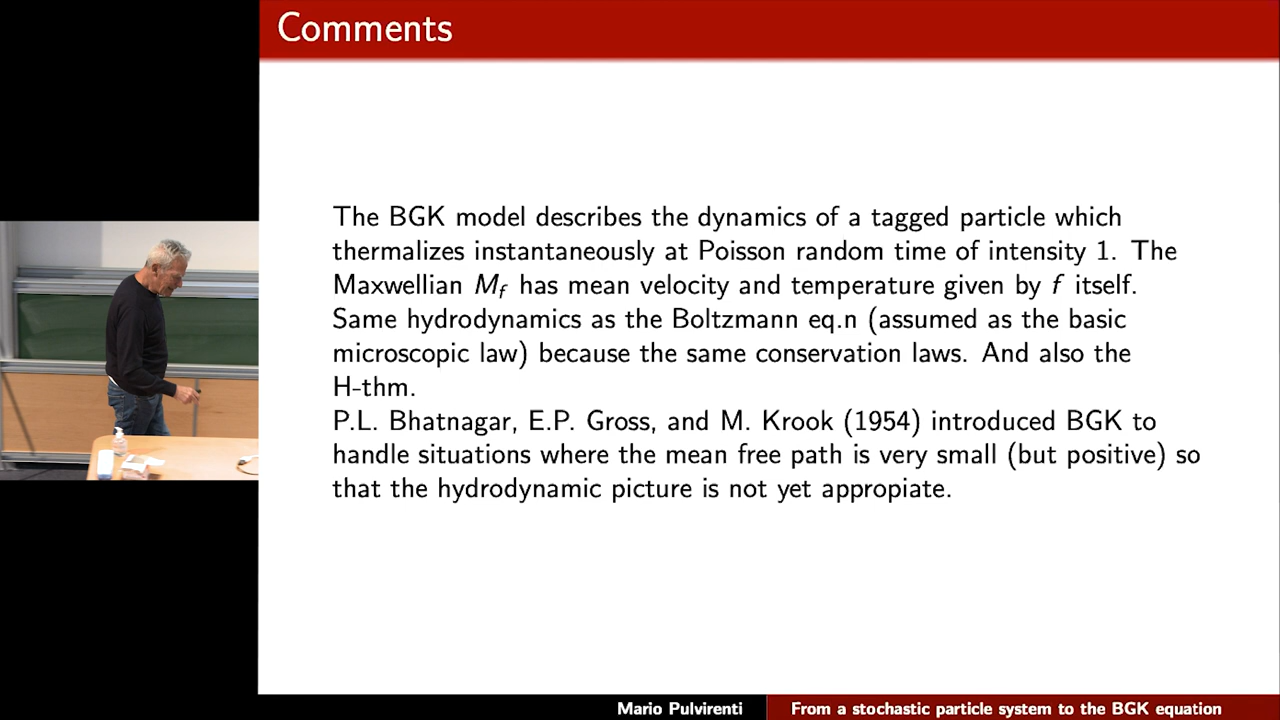 Comments
The BGK model describes the dynamics of a tagged particle which
thermalizes instantaneously at Poisson random time of intensity 1. The
Maxwellian M_f has mean velocity and temperature given by f itself.
Same hydrodynamics as the Boltzmann eq.n (assumed as the basic
microscopic law) because the same conservation laws. And also the
H-thm.
P.L. Bhatnagar, E.P. Gross, and M. Krook (1954) introduced BGK to
handle situations where the mean free path is very small (but positive) so
that the hydrodynamic picture is not yet appropiate.
Mario Pulvirenti
From a stochastic particle system to the BGK equation